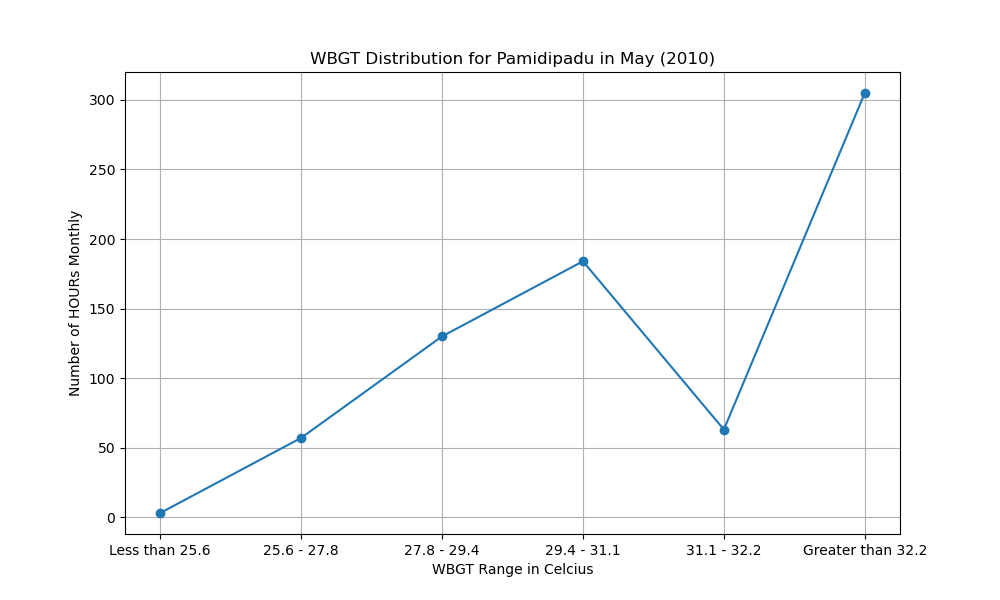 WBGT Distribution for Pamidipadu in May (2010)
Number of HOURs Monthly
300
250
200
150
100
50
0
Less than 25.6
25.6 - 27.8
27.8 - 29.4
29.4 - 31.1
31.1 - 32.2
Greater than 32.2
WBGT Range in Celcius